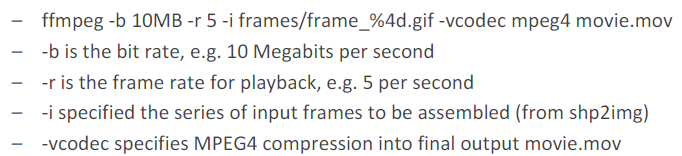 – ffmpeg -b 10MB -r 5 -i frames/frame_%4d.gif -vcodec mpeg4 movie.mov
– -b is the bit rate, e.g. 10 Megabits per second
– -r is the frame rate for playback, e.g. 5 per second
– -i specified the series of input frames to be assembled (from shp2img)
– -vcodec specifies MPEG4 compression into final output movie.mov